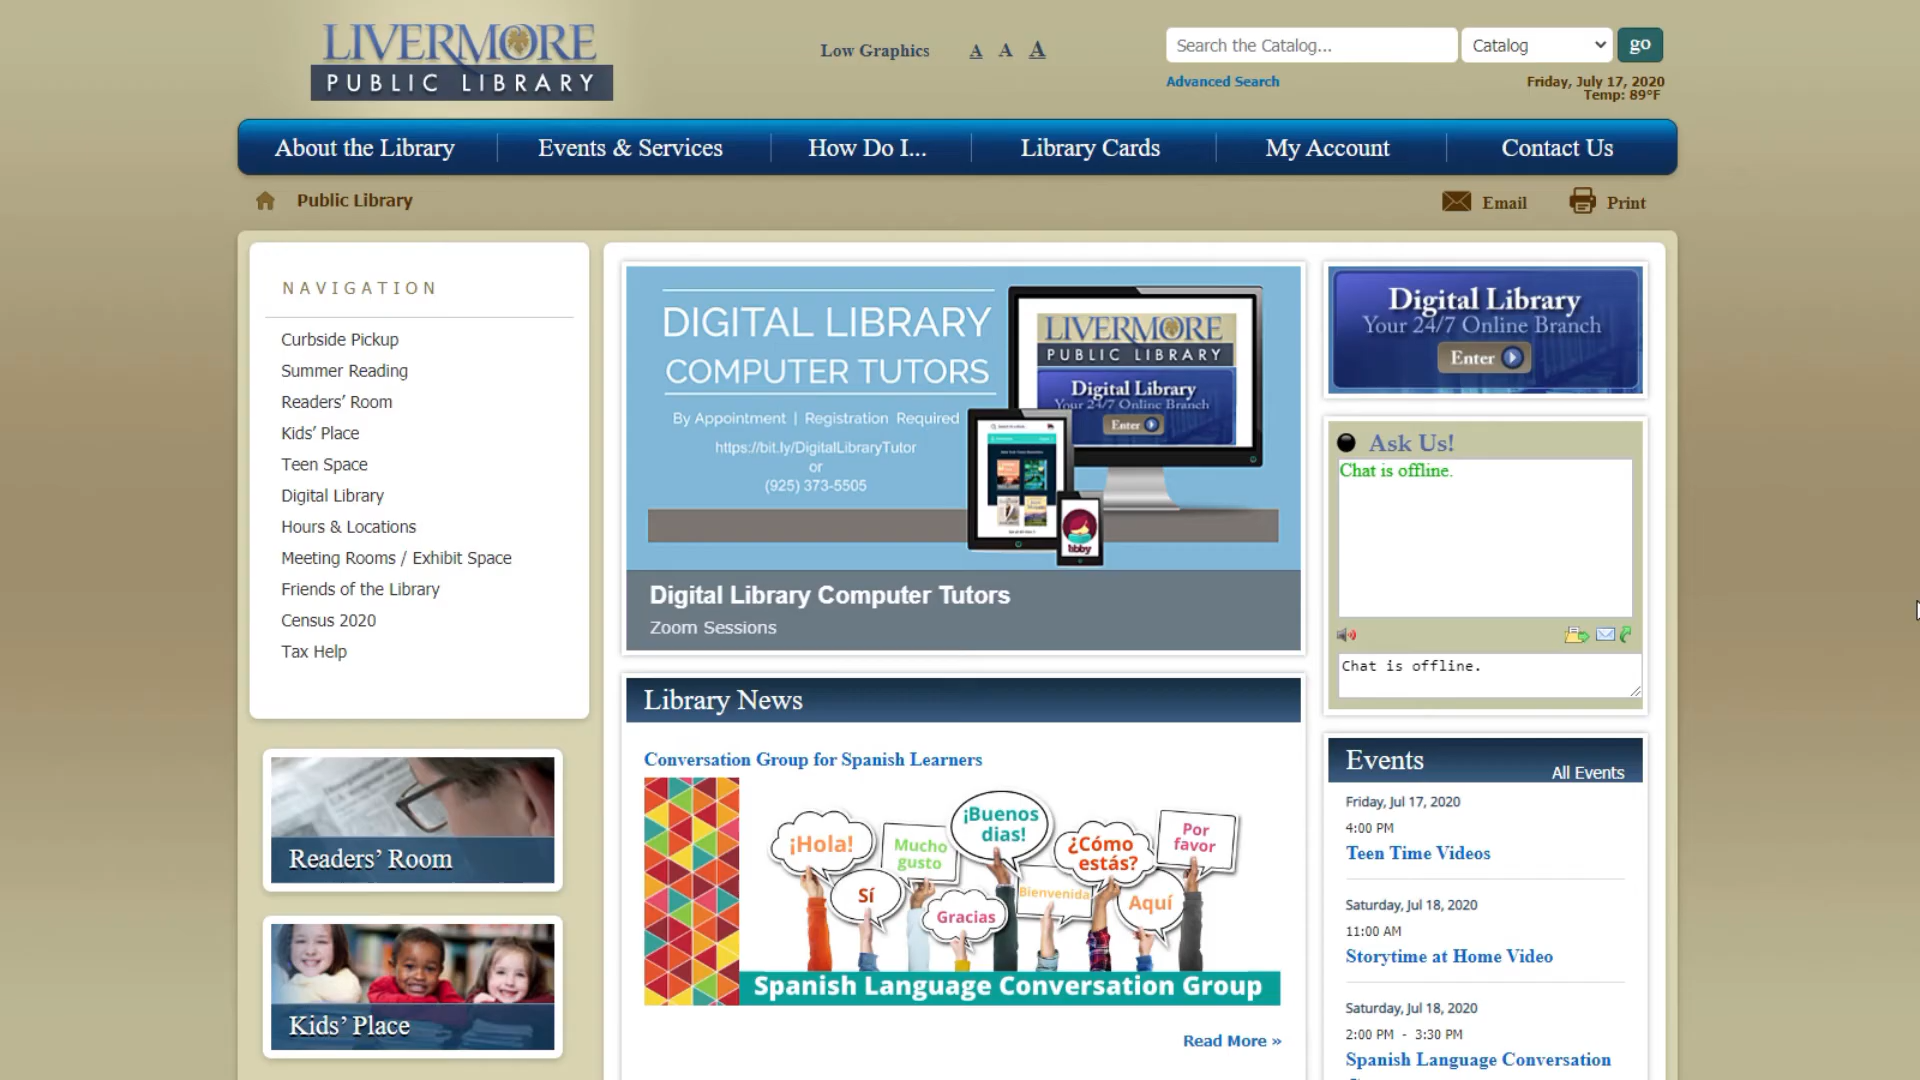 LIVERMORE
PUBLIC LIBRARY
Low Graphics
A A A
Search the Catalog...
Catalog
go
Advanced Search
Friday, July 17, 2020
Temp: 89°F
About the Library
Events & Services
How Do I...
Library Cards
My Account
Contact Us
Public Library
Email
Print
NAVIGATION
Curbside Pickup
Summer Reading
Readers’ Room
Kids’ Place
Teen Space
Digital Library
Hours & Locations
Meeting Rooms / Exhibit Space
Friends of the Library
Census 2020
Tax Help
Readers’ Room
Kids’ Place
DIGITAL LIBRARY
COMPUTER TUTORS
By Appointment | Registration Required
https://bit.ly/DigitalLibraryTutor
or
(925) 373-5505
LIVERMORE
PUBLIC LIBRARY
Digital Library
Your 24/7 Online Branch
Enter
libby
Digital Library Computer Tutors
Zoom Sessions
Library News
Conversation Group for Spanish Learners
¡Hola!
Mucho
gusto
¡Buenos
dias!
¿Cómo
estás?
Por
favor
Sí
Gracias
Bienvenida
Aquí
Spanish Language Conversation Group
Read More »
Digital Library
Your 24/7 Online Branch
Enter
Ask Us!
Chat is offline.
Chat is offline.
Events
All Events
Friday, Jul 17, 2020
4:00 PM
Teen Time Videos
Saturday, Jul 18, 2020
11:00 AM
Storytime at Home Video
Saturday, Jul 18, 2020
2:00 PM - 3:30 PM
Spanish Language Conversation